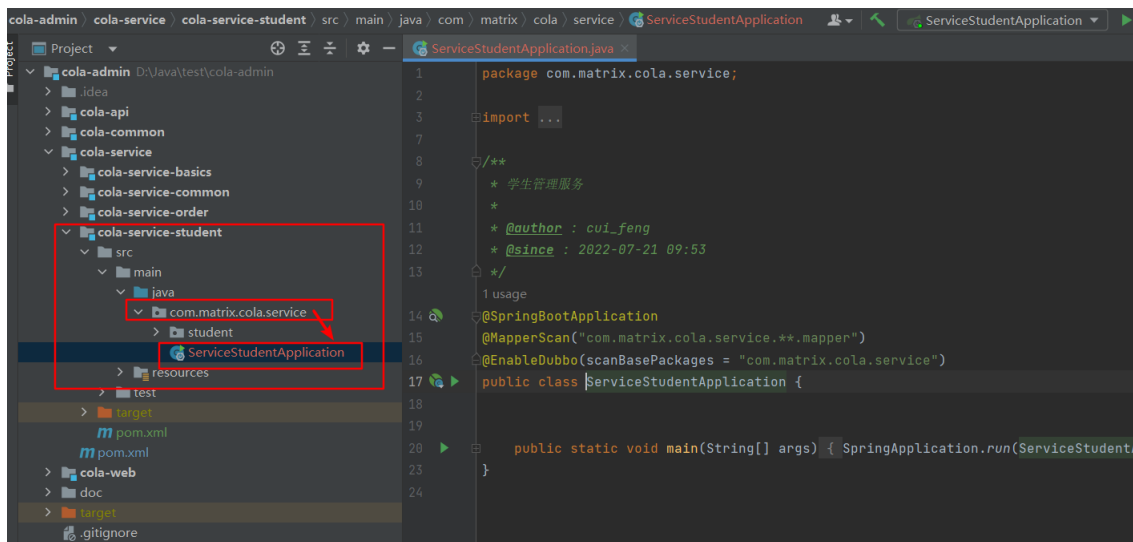 cola-admin 〉 cola-service 〉 cola-service-student 〉 src 〉 main 〉 java 〉 com 〉 matrix 〉 cola 〉 service 〉 ServiceStudentApplication ServiceStudentApplication
Project
Project
ServiceStudentApplication.java ×
cola-admin D:\Java\test\cola-admin
.idea
cola-api
cola-common
cola-service
cola-service-basics
cola-service-common
cola-service-order
cola-service-student
src
main
java
com.matrix.cola.service
student
ServiceStudentApplication
resources
test
target
pom.xml
pom.xml
cola-web
doc
target
.gitignore
1 package com.matrix.cola.service;
2
3 import ...
7
8 /**
9 * 学生管理服务
10 *
11 * @author : cui_feng
12 * @since : 2022-07-21 09:53
13 */
1 usage
14 @SpringBootApplication
15 @MapperScan("com.matrix.cola.service.**.mapper")
16 @EnableDubbo(scanBasePackages = "com.matrix.cola.service")
17 public class ServiceStudentApplication {
18
19
20 public static void main(String[] args) { SpringApplication.run(ServiceStudent
23 }
24